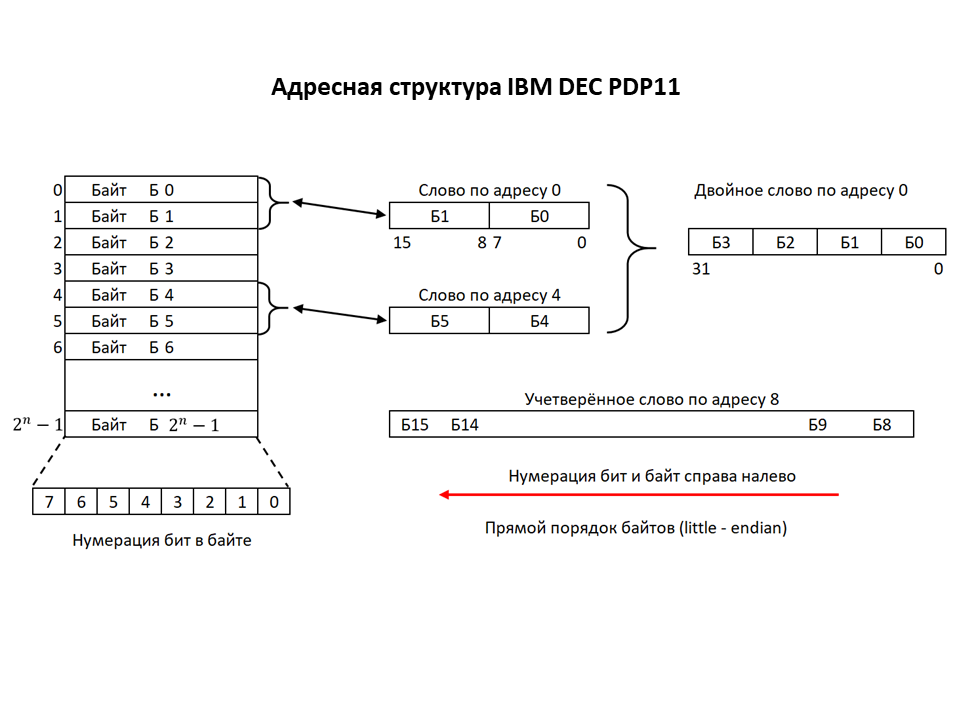 Адресная структура IBM DEC PDP11
0 Байт Б 0
1 Байт Б 1
2 Байт Б 2
3 Байт Б 3
4 Байт Б 4
5 Байт Б 5
6 Байт Б 6
...
2ⁿ − 1 Байт Б 2ⁿ − 1
7 6 5 4 3 2 1 0
Нумерация бит в байте
Слово по адресу 0
Б1 Б0
15 8 7 0
Слово по адресу 4
Б5 Б4
Двойное слово по адресу 0
Б3 Б2 Б1 Б0
31 0
Учетверённое слово по адресу 8
Б15 Б14 Б9 Б8
Нумерация бит и байт справа налево
Прямой порядок байтов (little - endian)